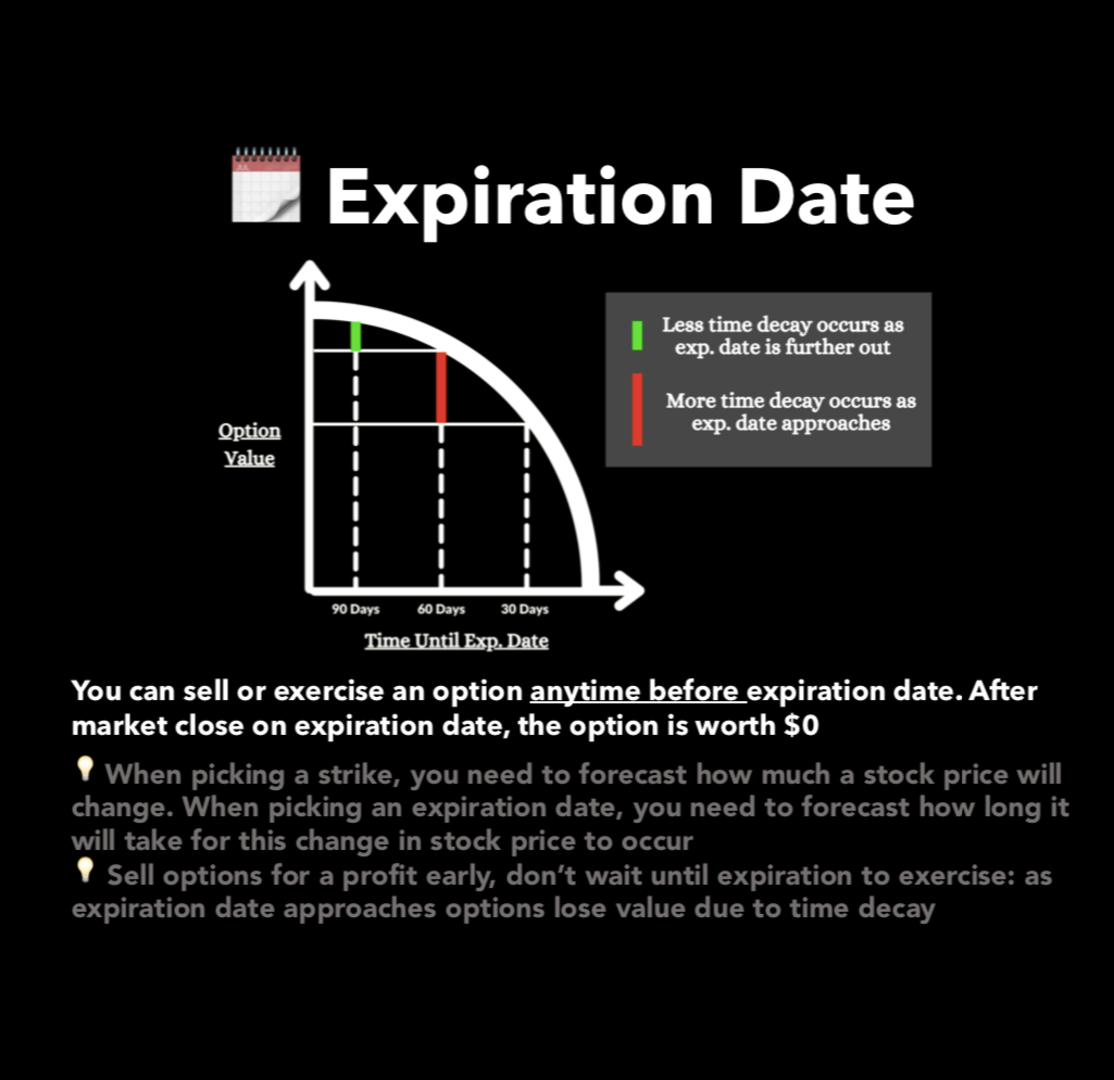 Expiration Date
Less time decay occurs as
exp. date is further out
More time decay occurs as
exp. date approaches
Option
Value
90 Days 60 Days 30 Days
Time Until Exp. Date
You can sell or exercise an option anytime before expiration date. After
market close on expiration date, the option is worth $0
💡 When picking a strike, you need to forecast how much a stock price will
change. When picking an expiration date, you need to forecast how long it
will take for this change in stock price to occur
💡 Sell options for a profit early, don’t wait until expiration to exercise: as
expiration date approaches options lose value due to time decay